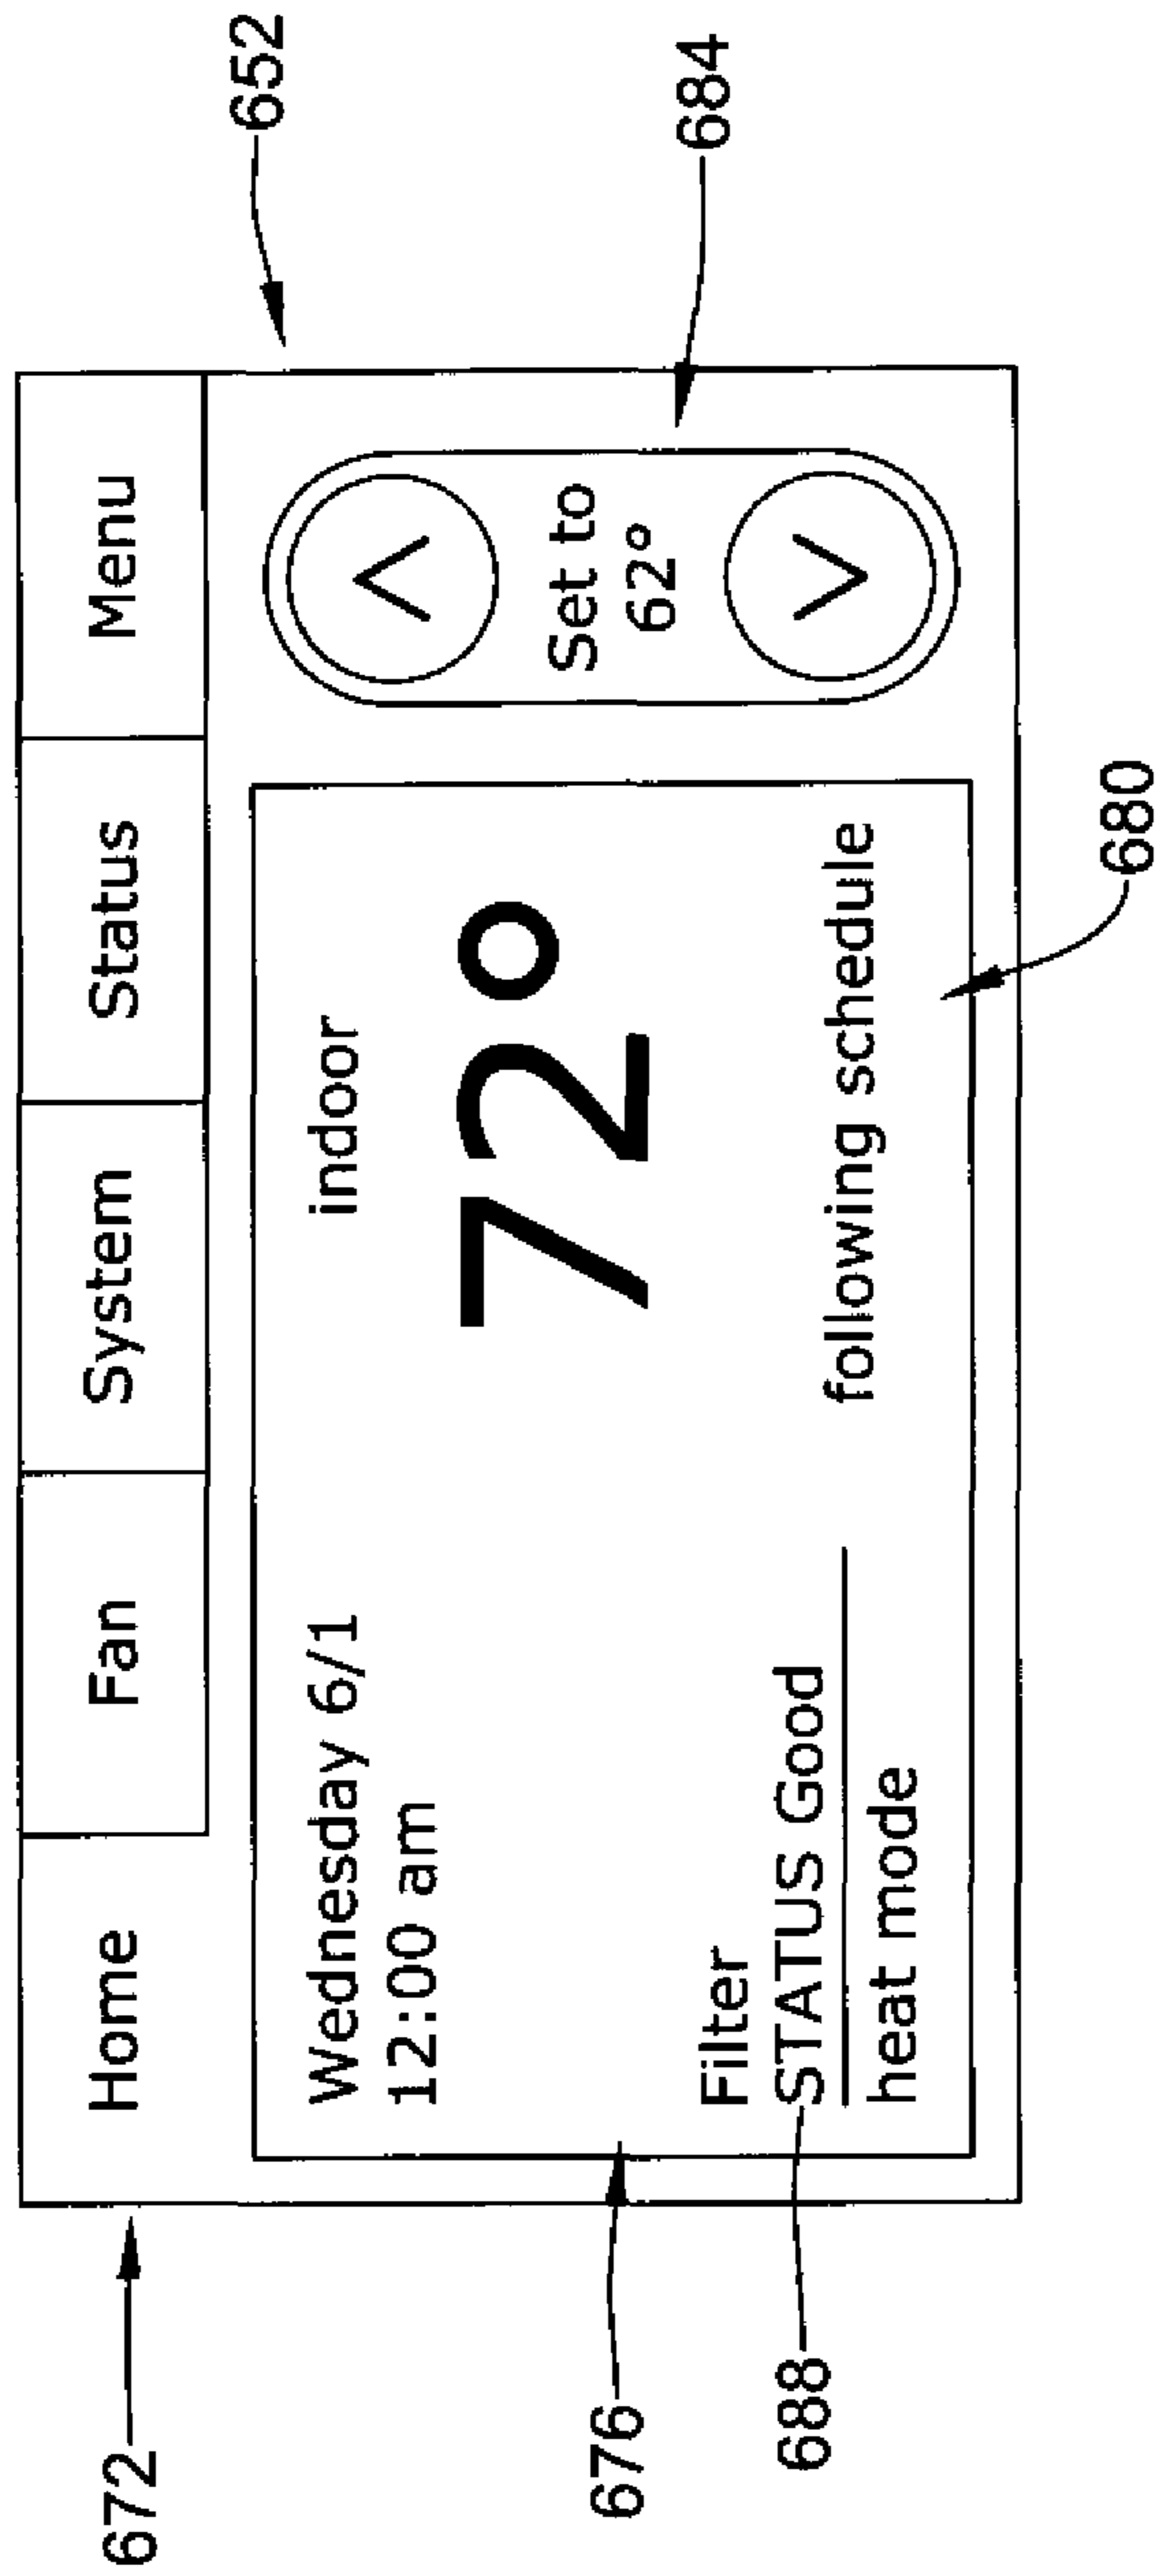 652
684
672
Home Fan System Status Menu
Wednesday 6/1
12:00 am
indoor
72°
Set to
62°
676
Filter
STATUS Good
heat mode
following schedule
688
680